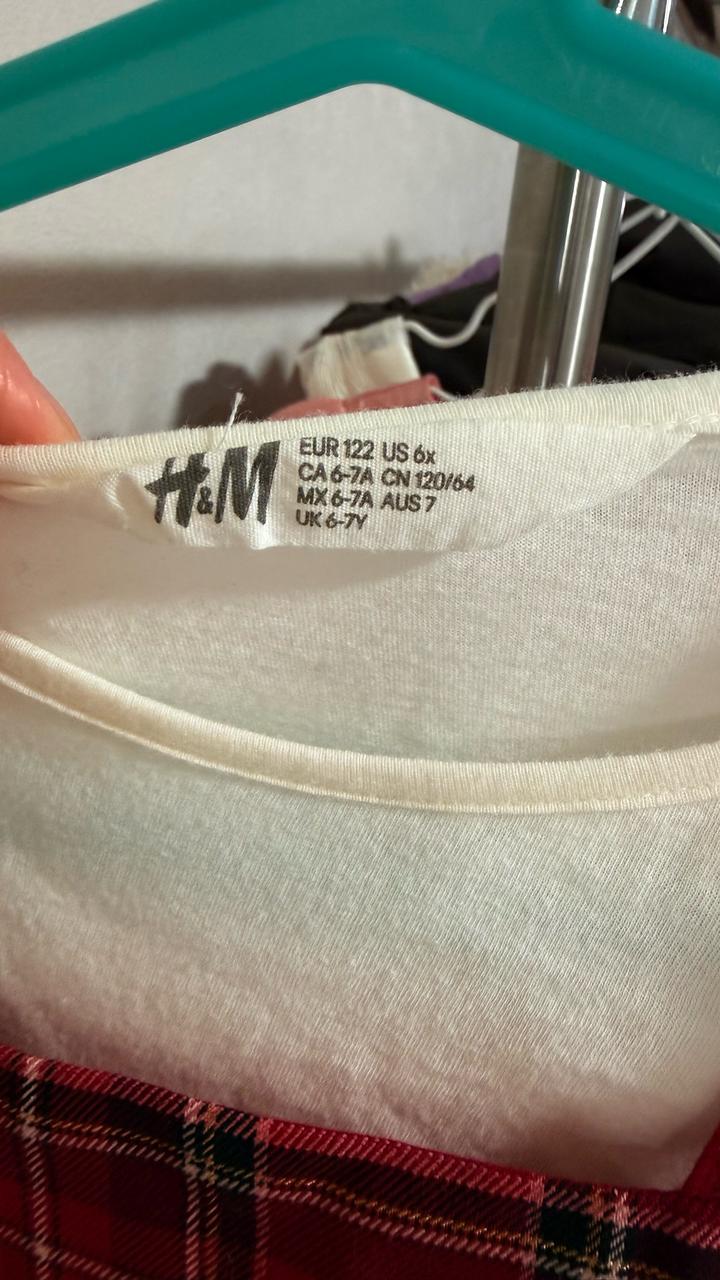 H&M
EUR 122 US 6x
CA 6-7A CN 120/64
MX 6-7A AUS 7
UK 6-7Y